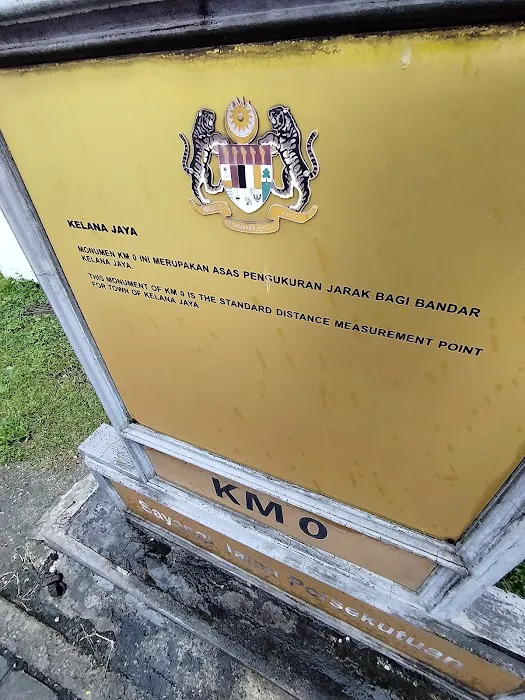 KELANA JAYA
MONUMEN KM 0 INI MERUPAKAN ASAS PENGUKURAN JARAK BAGI BANDAR
KELANA JAYA.
THIS MONUMENT OF KM 0 IS THE STANDARD DISTANCE MEASUREMENT POINT
FOR TOWN OF KELANA JAYA
KM 0
Sayangi Jalan Persekutuan